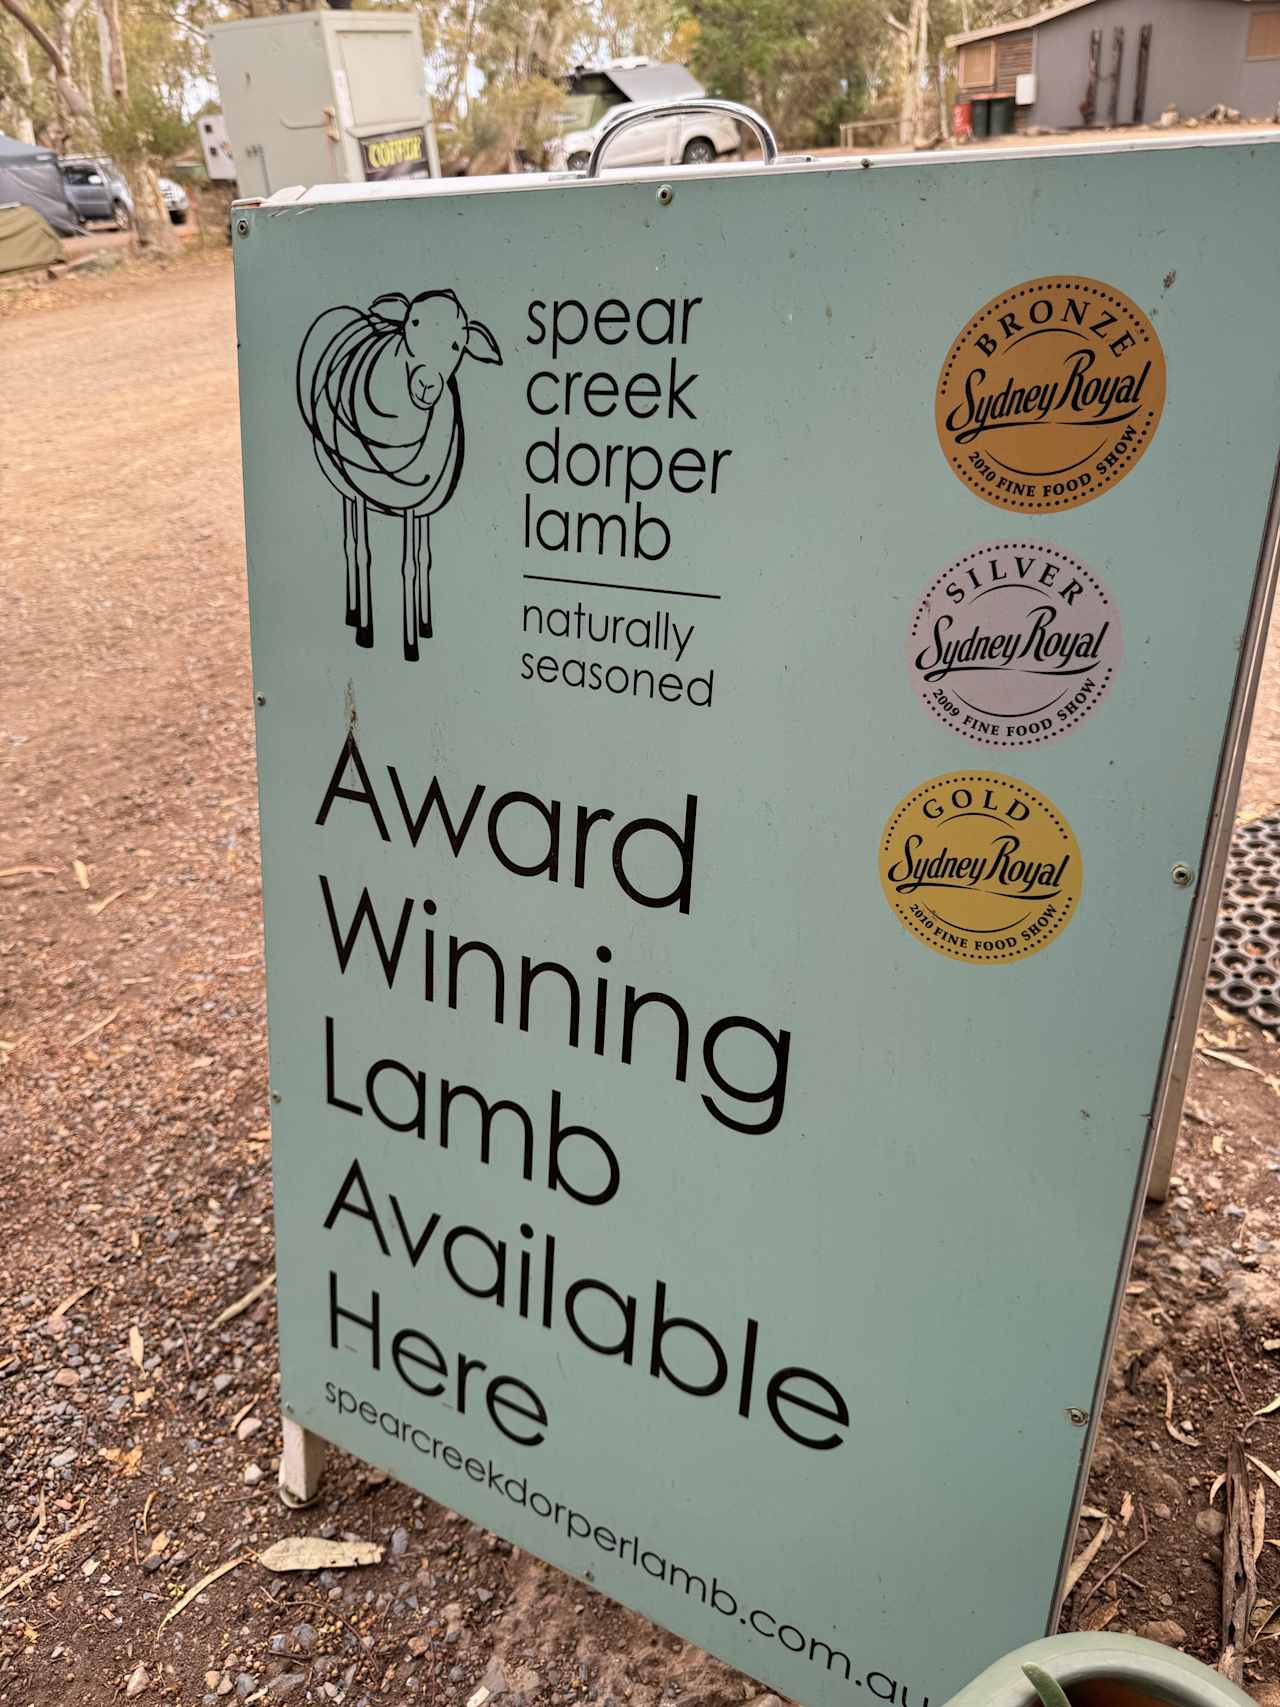 COFFEE
spear
creek
dorper
lamb
naturally
seasoned
BRONZE
Sydney Royal
2010 FINE FOOD SHOW
SILVER
Sydney Royal
2009 FINE FOOD SHOW
GOLD
Sydney Royal
2010 FINE FOOD SHOW
Award
Winning
Lamb
Available
Here
spearcreekdorperlamb.com.au